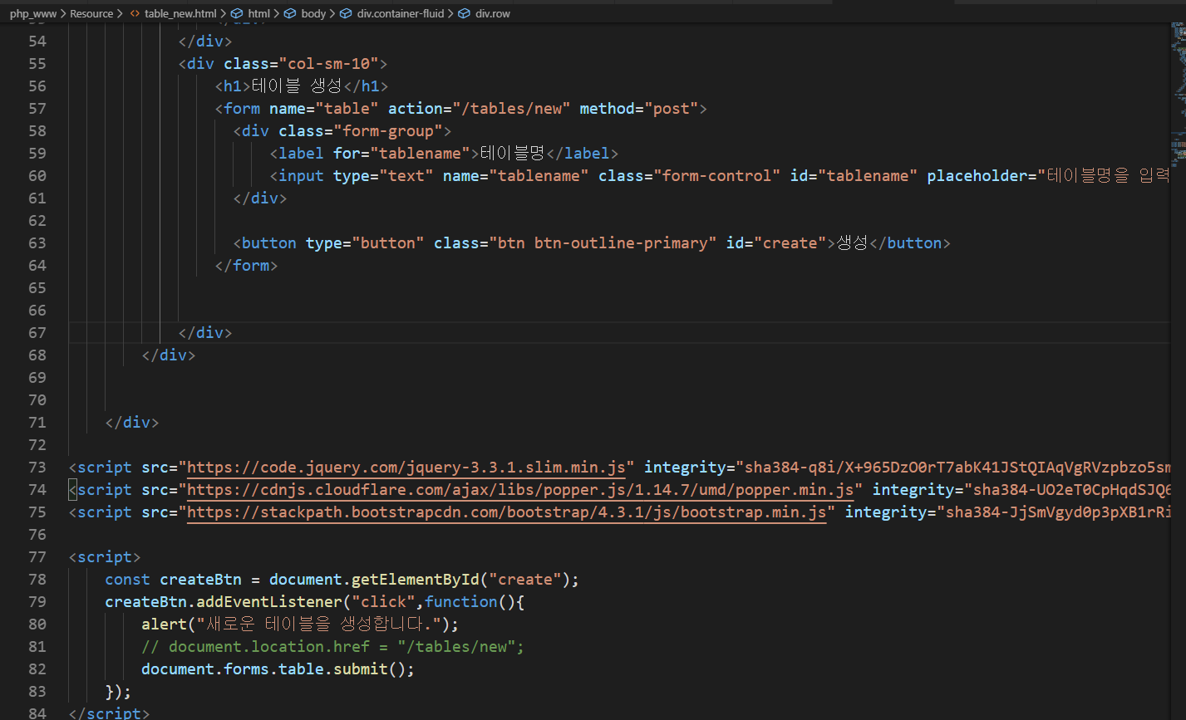 php_www > Resource > table_new.html > html > body > div.container-fluid > div.row
54 </div>
55 <div class="col-sm-10">
56 <h1>테이블 생성</h1>
57 <form name="table" action="/tables/new" method="post">
58 <div class="form-group">
59 <label for="tablename">테이블명</label>
60 <input type="text" name="tablename" class="form-control" id="tablename" placeholder="테이블명을 입력
61 </div>
62
63 <button type="button" class="btn btn-outline-primary" id="create">생성</button>
64 </form>
65
66
67 </div>
68 </div>
69
70
71 </div>
72
73 <script src="https://code.jquery.com/jquery-3.3.1.slim.min.js" integrity="sha384-q8i/X+965DzO0rT7abK41JStQIAqVgRVzpbzo5sm
74 <script src="https://cdnjs.cloudflare.com/ajax/libs/popper.js/1.14.7/umd/popper.min.js" integrity="sha384-UO2eT0CpHqdSJQ6
75 <script src="https://stackpath.bootstrapcdn.com/bootstrap/4.3.1/js/bootstrap.min.js" integrity="sha384-JjSmVgyd0p3pXB1rRi
76
77 <script>
78 const createBtn = document.getElementById("create");
79 createBtn.addEventListener("click",function(){
80 alert("새로운 테이블을 생성합니다.");
81 // document.location.href = "/tables/new";
82 document.forms.table.submit();
83 });
84 </script>